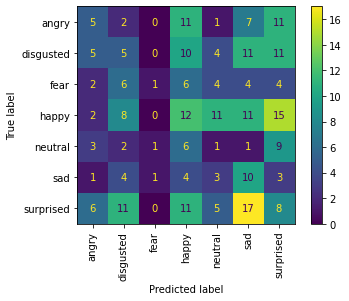 angry 5 2 0 11 1 7 11
disgusted 5 5 0 10 4 11 11
fear 2 6 1 6 4 4 4
happy 2 8 0 12 11 11 15
neutral 3 2 1 6 1 1 9
sad 1 4 1 4 3 10 3
surprised 6 11 0 11 5 17 8
True label
angry
disgusted
fear
happy
neutral
sad
surprised
Predicted label
16
14
12
10
8
6
4
2
0